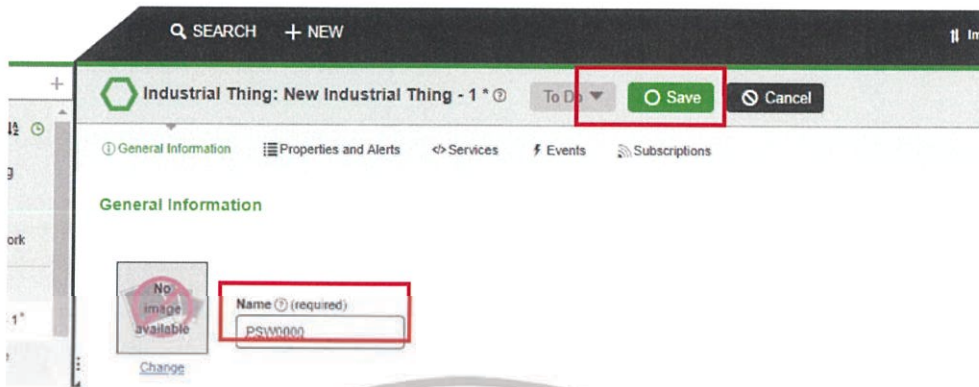 SEARCH + NEW
Industrial Thing: New Industrial Thing - 1 * ?
To Do
Save
Cancel
General Information
Properties and Alerts
</> Services
Events
Subscriptions
General Information
No image available
Name ? (required)
PSW0000
Change
ork